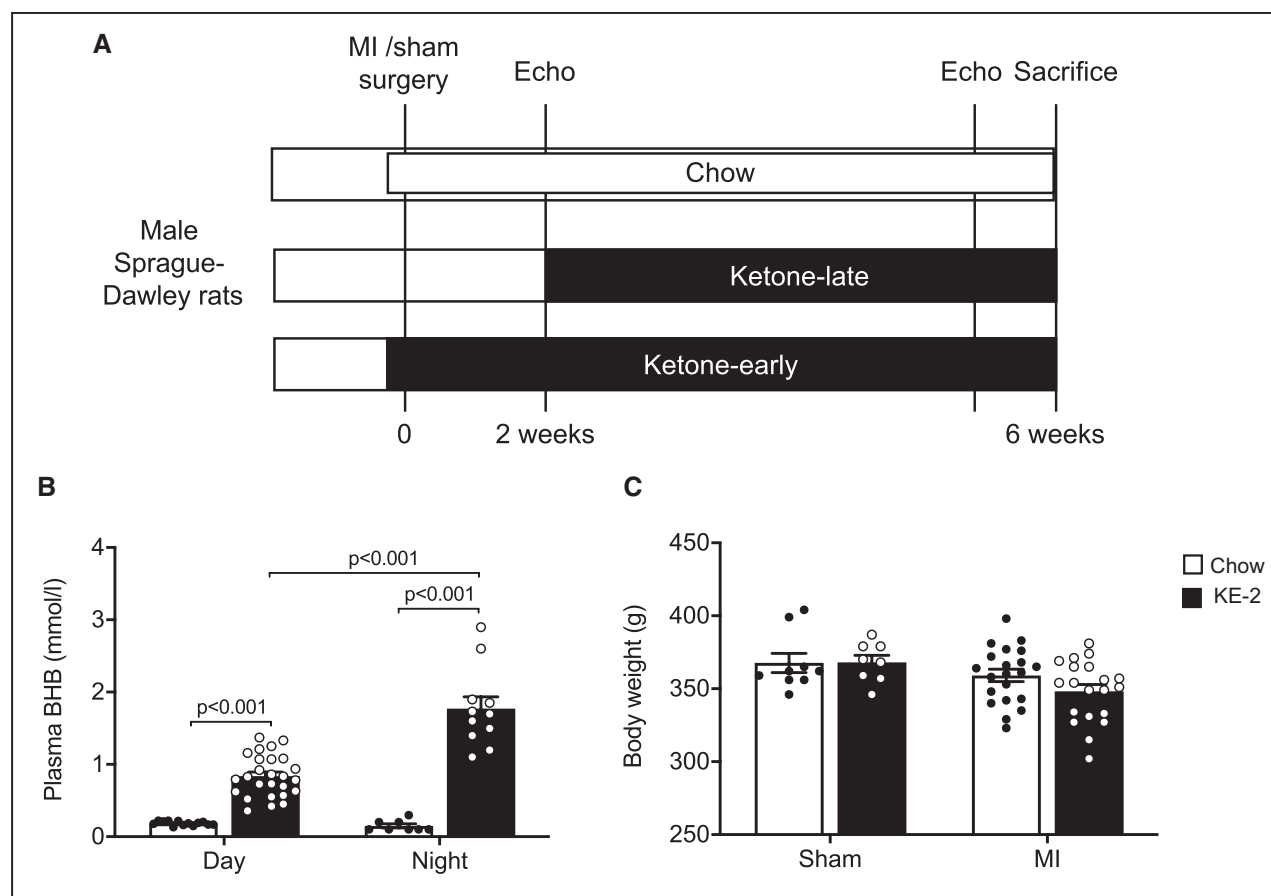 A
MI /sham
surgery
Echo
Echo
Sacrifice
Chow
Male
Sprague-
Dawley rats
Ketone-late
Ketone-early
0
2 weeks
6 weeks
B
Plasma BHB (mmol/l)
4
3
2
1
0
p<0.001
p<0.001
p<0.001
Day
Night
C
Body weight (g)
450
400
350
300
250
Sham
MI
Chow
KE-2